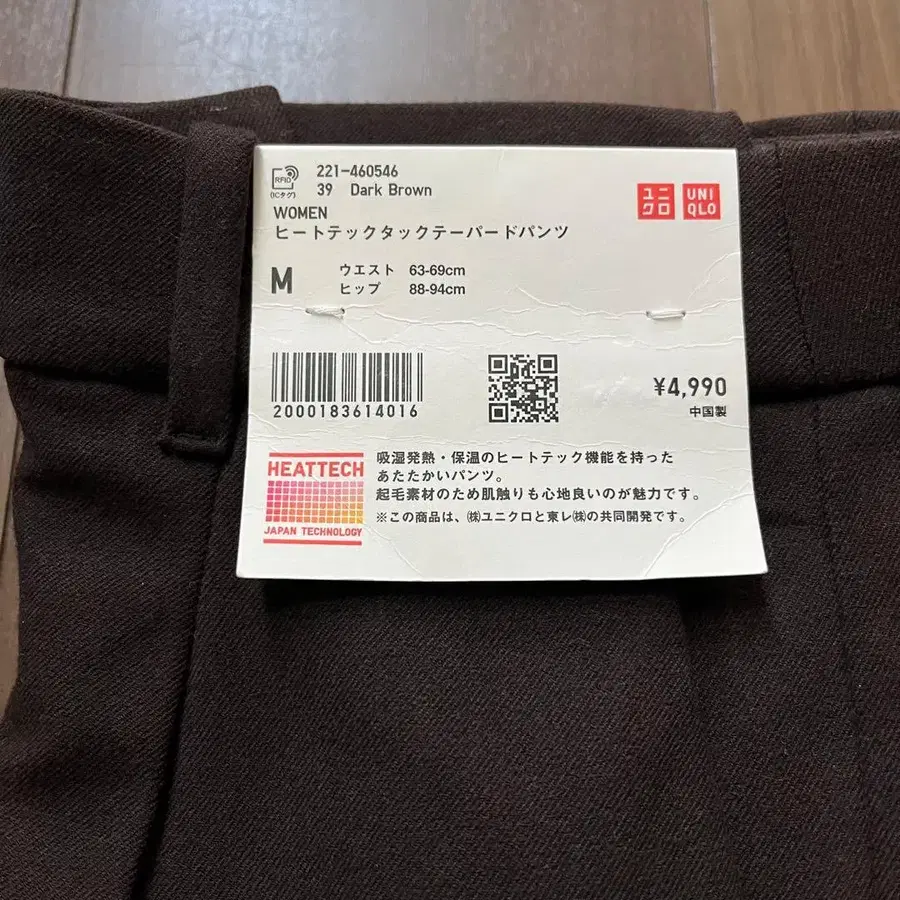 RFID
(ICタグ)
221-460546
39 Dark Brown
ユニ
クロ
UNI
QLO
WOMEN
ヒートテックタックテーパードパンツ
M
ウエスト 63-69cm
ヒップ 88-94cm
2000183614016
¥4,990
中国製
HEATTECH
JAPAN TECHNOLOGY
吸湿発熱・保温のヒートテック機能を持った
あたたかいパンツ。
起毛素材のため肌触りも心地良いのが魅力です。
※この商品は、㈱ユニクロと東レ㈱の共同開発です。